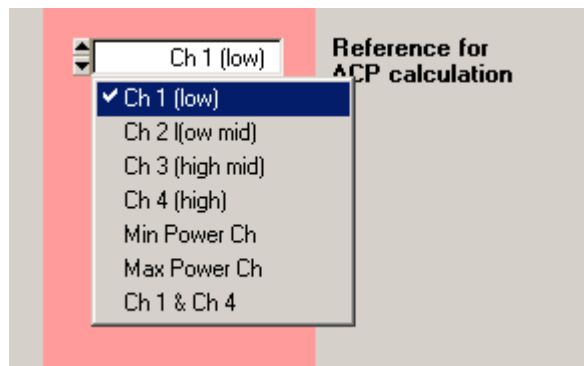 Ch 1 (low)
Reference for
ACP calculation
Ch 1 (low)
Ch 2 l(ow mid)
Ch 3 (high mid)
Ch 4 (high)
Min Power Ch
Max Power Ch
Ch 1 & Ch 4